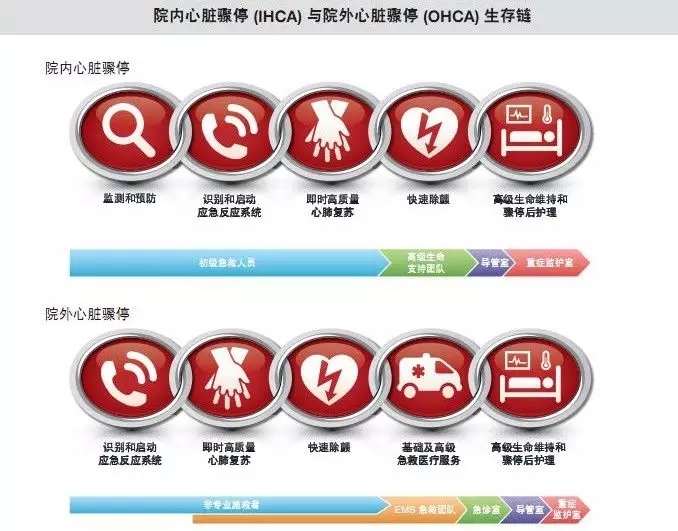 院内心脏骤停 (IHCA) 与院外心脏骤停 (OHCA) 生存链
院内心脏骤停
监测和预防
识别和启动
应急反应系统
即时高质量
心肺复苏
快速除颤
高级生命维持和
骤停后护理
初级急救人员
高级生命
支持团队
导管室
重症监护室
院外心脏骤停
识别和启动
应急反应系统
即时高质量
心肺复苏
快速除颤
基础及高级
急救医疗服务
高级生命维持和
骤停后护理
非专业施救者
EMS 急救团队
急诊室
导管室
重症
监护室